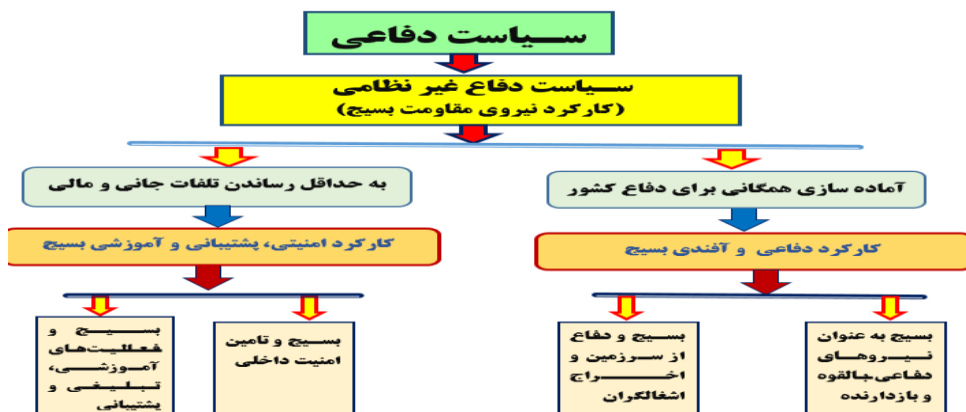 سیاست دفاعی
سیاست دفاع غیر نظامی
(کارکرد نیروی مقاومت بسیج)
آماده سازی همگانی برای دفاع کشور
به حداقل رساندن تلفات جانی و مالی
کارکرد دفاعی و آفندی بسیج
کارکرد امنیتی، پشتیبانی و آموزشی بسیج
بسیج به عنوان
نیروهای
دفاعی بالقوه
و بازدارنده
بسیج و دفاع
از سرزمین و
اخراج
اشغالگران
بسیج و تامین
امنیت داخلی
بسیج و
فعالیت‌های
آموزشی،
تبلیغی و
پشتیبانی